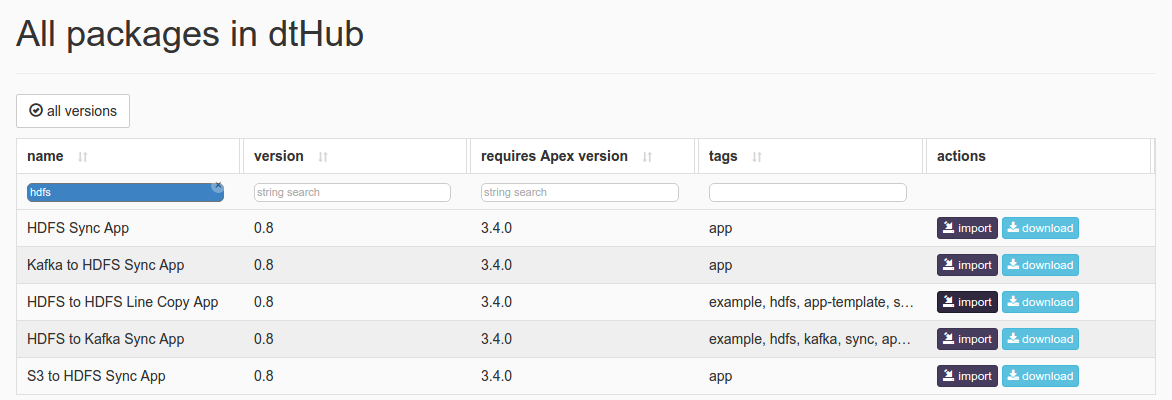 All packages in dtHub
all versions
name version requires Apex version tags actions
hdfs string search string search
HDFS Sync App 0.8 3.4.0 app import download
Kafka to HDFS Sync App 0.8 3.4.0 app import download
HDFS to HDFS Line Copy App 0.8 3.4.0 example, hdfs, app-template, s… import download
HDFS to Kafka Sync App 0.8 3.4.0 example, hdfs, kafka, sync, ap… import download
S3 to HDFS Sync App 0.8 3.4.0 app import download